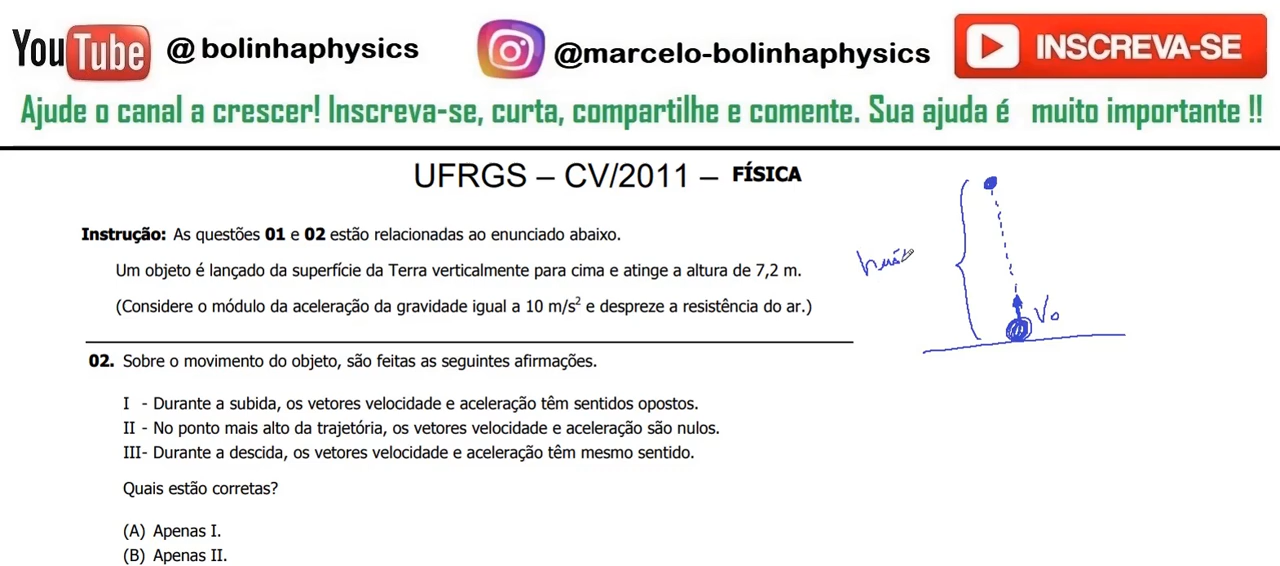 YouTube @bolinhaphysics @marcelo-bolinhaphysics INSCREVA-SE
Ajude o canal a crescer! Inscreva-se, curta, compartilhe e comente. Sua ajuda é muito importante !!
UFRGS – CV/2011 – FÍSICA
Instrução: As questões 01 e 02 estão relacionadas ao enunciado abaixo.
Um objeto é lançado da superfície da Terra verticalmente para cima e atinge a altura de 7,2 m.
(Considere o módulo da aceleração da gravidade igual a 10 m/s² e despreze a resistência do ar.)
V₀
02. Sobre o movimento do objeto, são feitas as seguintes afirmações.
I - Durante a subida, os vetores velocidade e aceleração têm sentidos opostos.
II - No ponto mais alto da trajetória, os vetores velocidade e aceleração são nulos.
III- Durante a descida, os vetores velocidade e aceleração têm mesmo sentido.
Quais estão corretas?
(A) Apenas I.
(B) Apenas II.